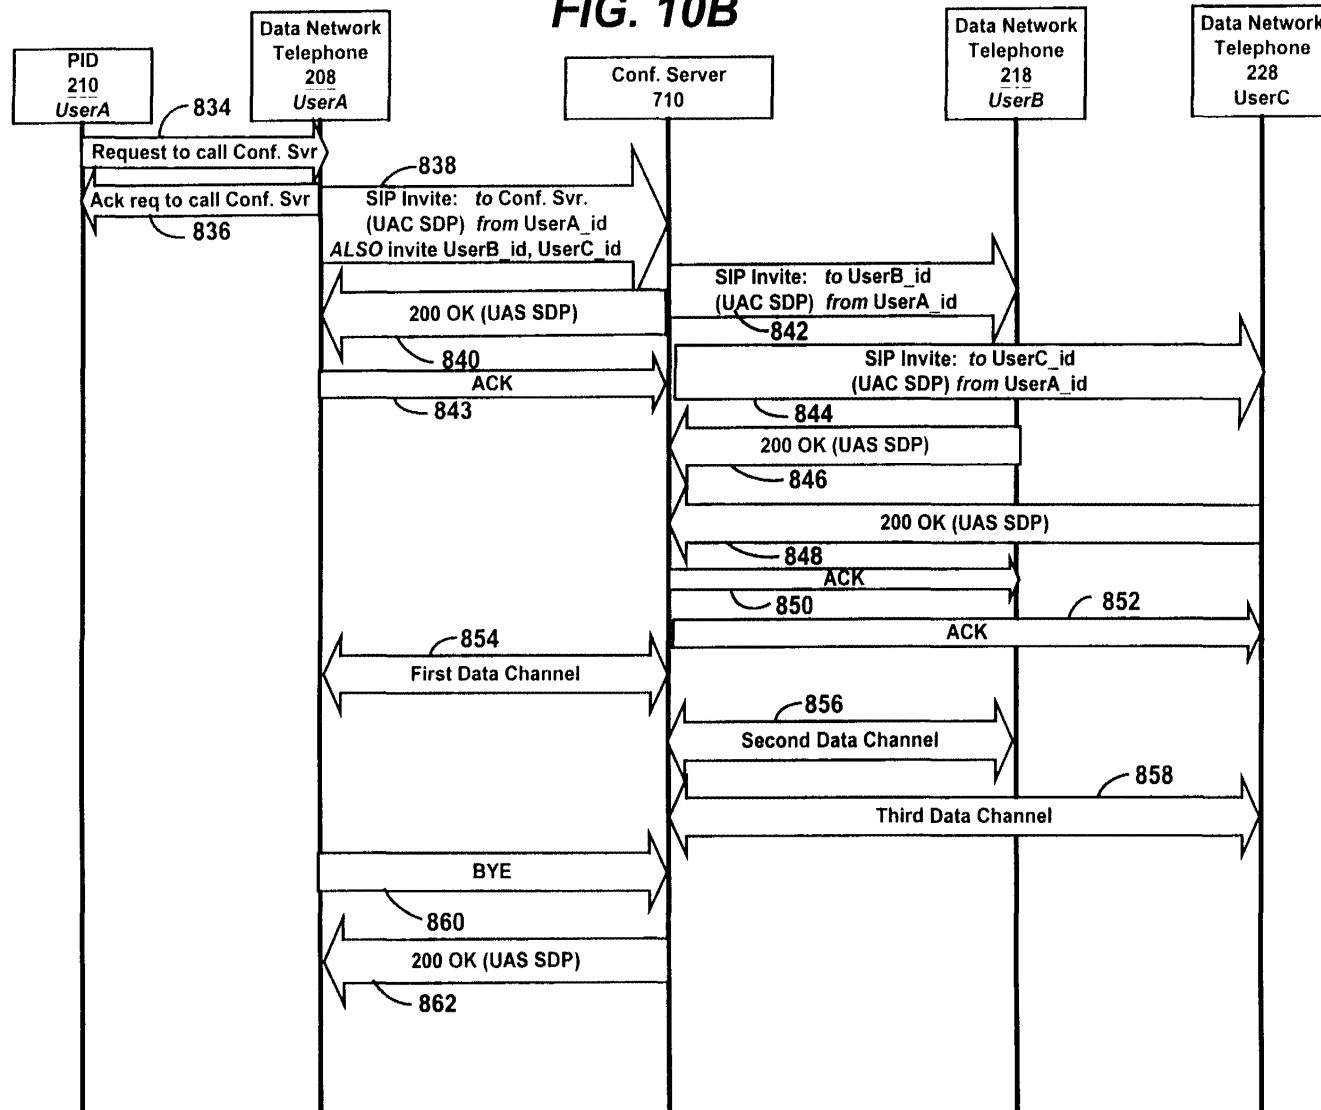 FIG. 10B
PID
210
UserA
Data Network
Telephone
208
UserA
Conf. Server
710
Data Network
Telephone
218
UserB
Data Network
Telephone
228
UserC
834
Request to call Conf. Svr
Ack req to call Conf. Svr
836
838
SIP Invite: to Conf. Svr.
(UAC SDP) from UserA_id
ALSO invite UserB_id, UserC_id
SIP Invite: to UserB_id
(UAC SDP) from UserA_id
842
200 OK (UAS SDP)
840
SIP Invite: to UserC_id
(UAC SDP) from UserA_id
844
ACK
843
200 OK (UAS SDP)
846
200 OK (UAS SDP)
848
ACK
850
852
ACK
854
First Data Channel
856
Second Data Channel
858
Third Data Channel
BYE
860
200 OK (UAS SDP)
862